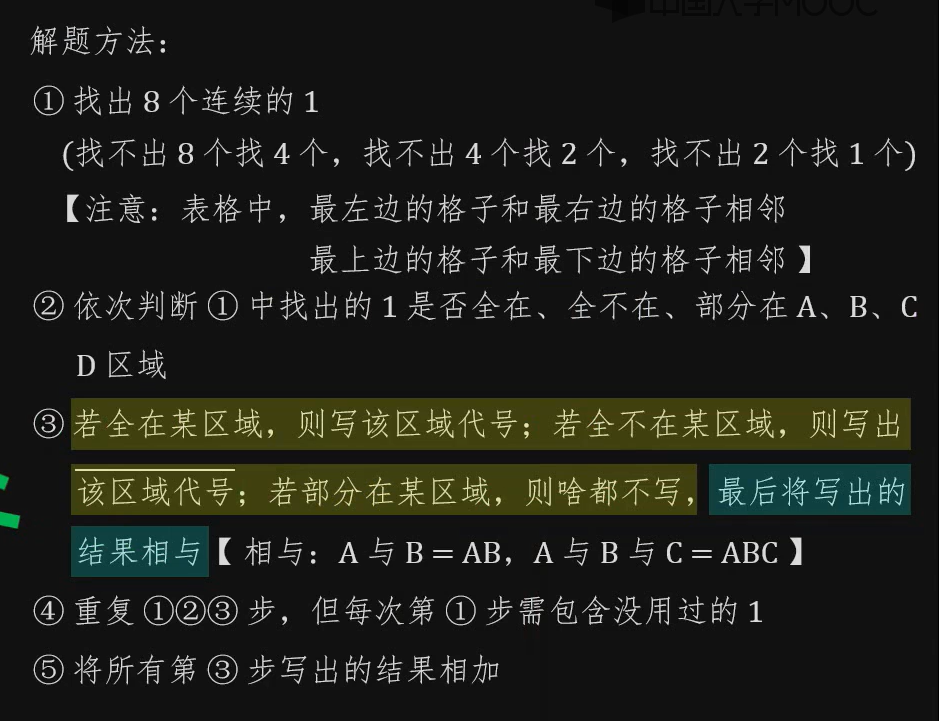 中国大学MOOC
解题方法：
① 找出 8 个连续的 1
(找不出 8 个找 4 个，找不出 4 个找 2 个，找不出 2 个找 1 个)
【注意：表格中，最左边的格子和最右边的格子相邻
最上边的格子和最下边的格子相邻 】
② 依次判断 ① 中找出的 1 是否全在、全不在、部分在 A、B、C
D 区域
③ 若全在某区域，则写该区域代号；若全不在某区域，则写出
该区域代号；若部分在某区域，则啥都不写，最后将写出的
结果相与【 相与：A 与 B = AB，A 与 B 与 C = ABC 】
④ 重复 ①②③ 步，但每次第 ① 步需包含没用过的 1
⑤ 将所有第 ③ 步写出的结果相加